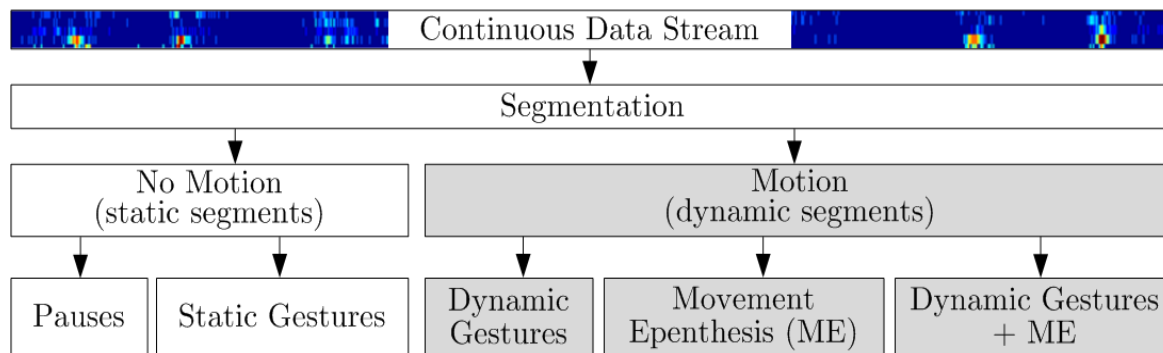 Continuous Data Stream
Segmentation
No Motion
(static segments)
Motion
(dynamic segments)
Pauses
Static Gestures
Dynamic
Gestures
Movement
Epenthesis (ME)
Dynamic Gestures
+ ME